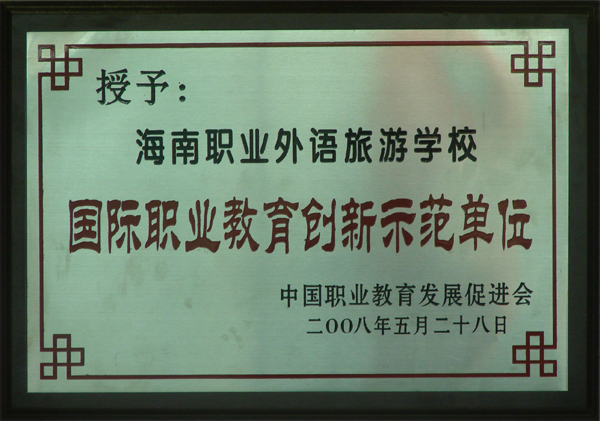 授予：
海南职业外语旅游学校
国际职业教育创新示范单位
中国职业教育发展促进会
二〇〇八年五月二十八日